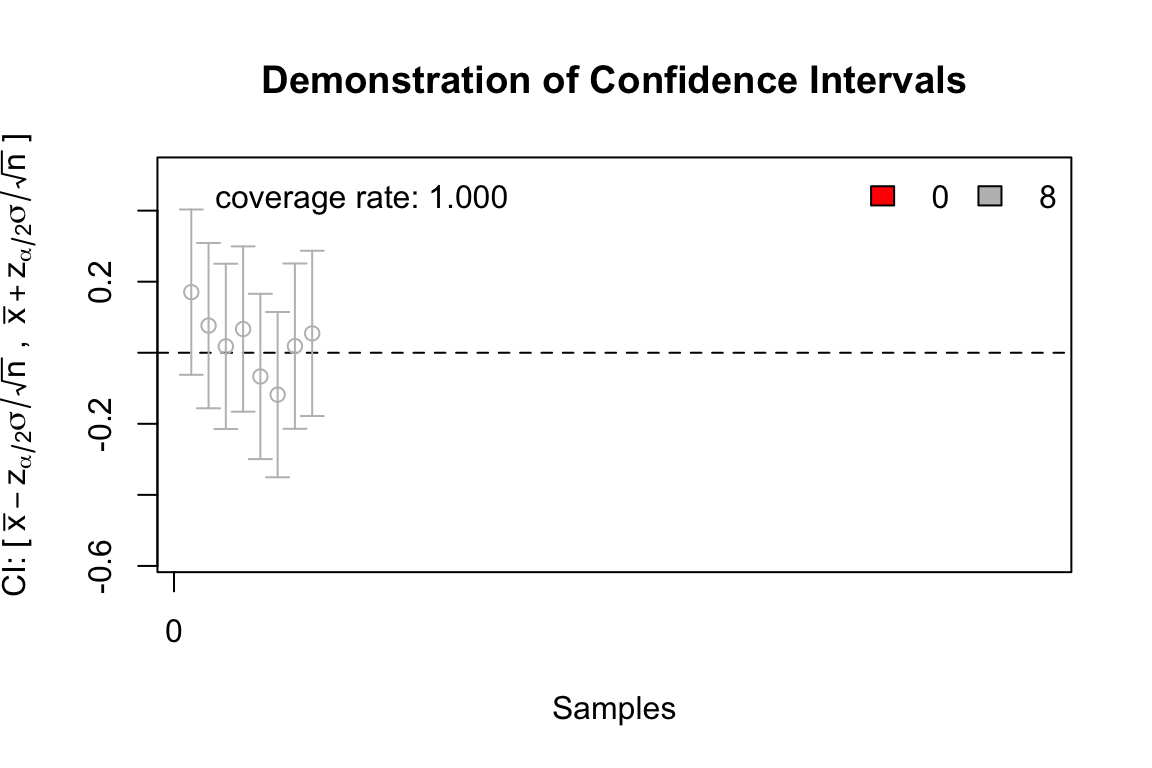 Demonstration of Confidence Intervals
coverage rate: 1.000
0 8
CI: [ x̅ − z_{α/2}σ/√n , x̅ + z_{α/2}σ/√n ]
0.2
-0.2
-0.6
0
Samples